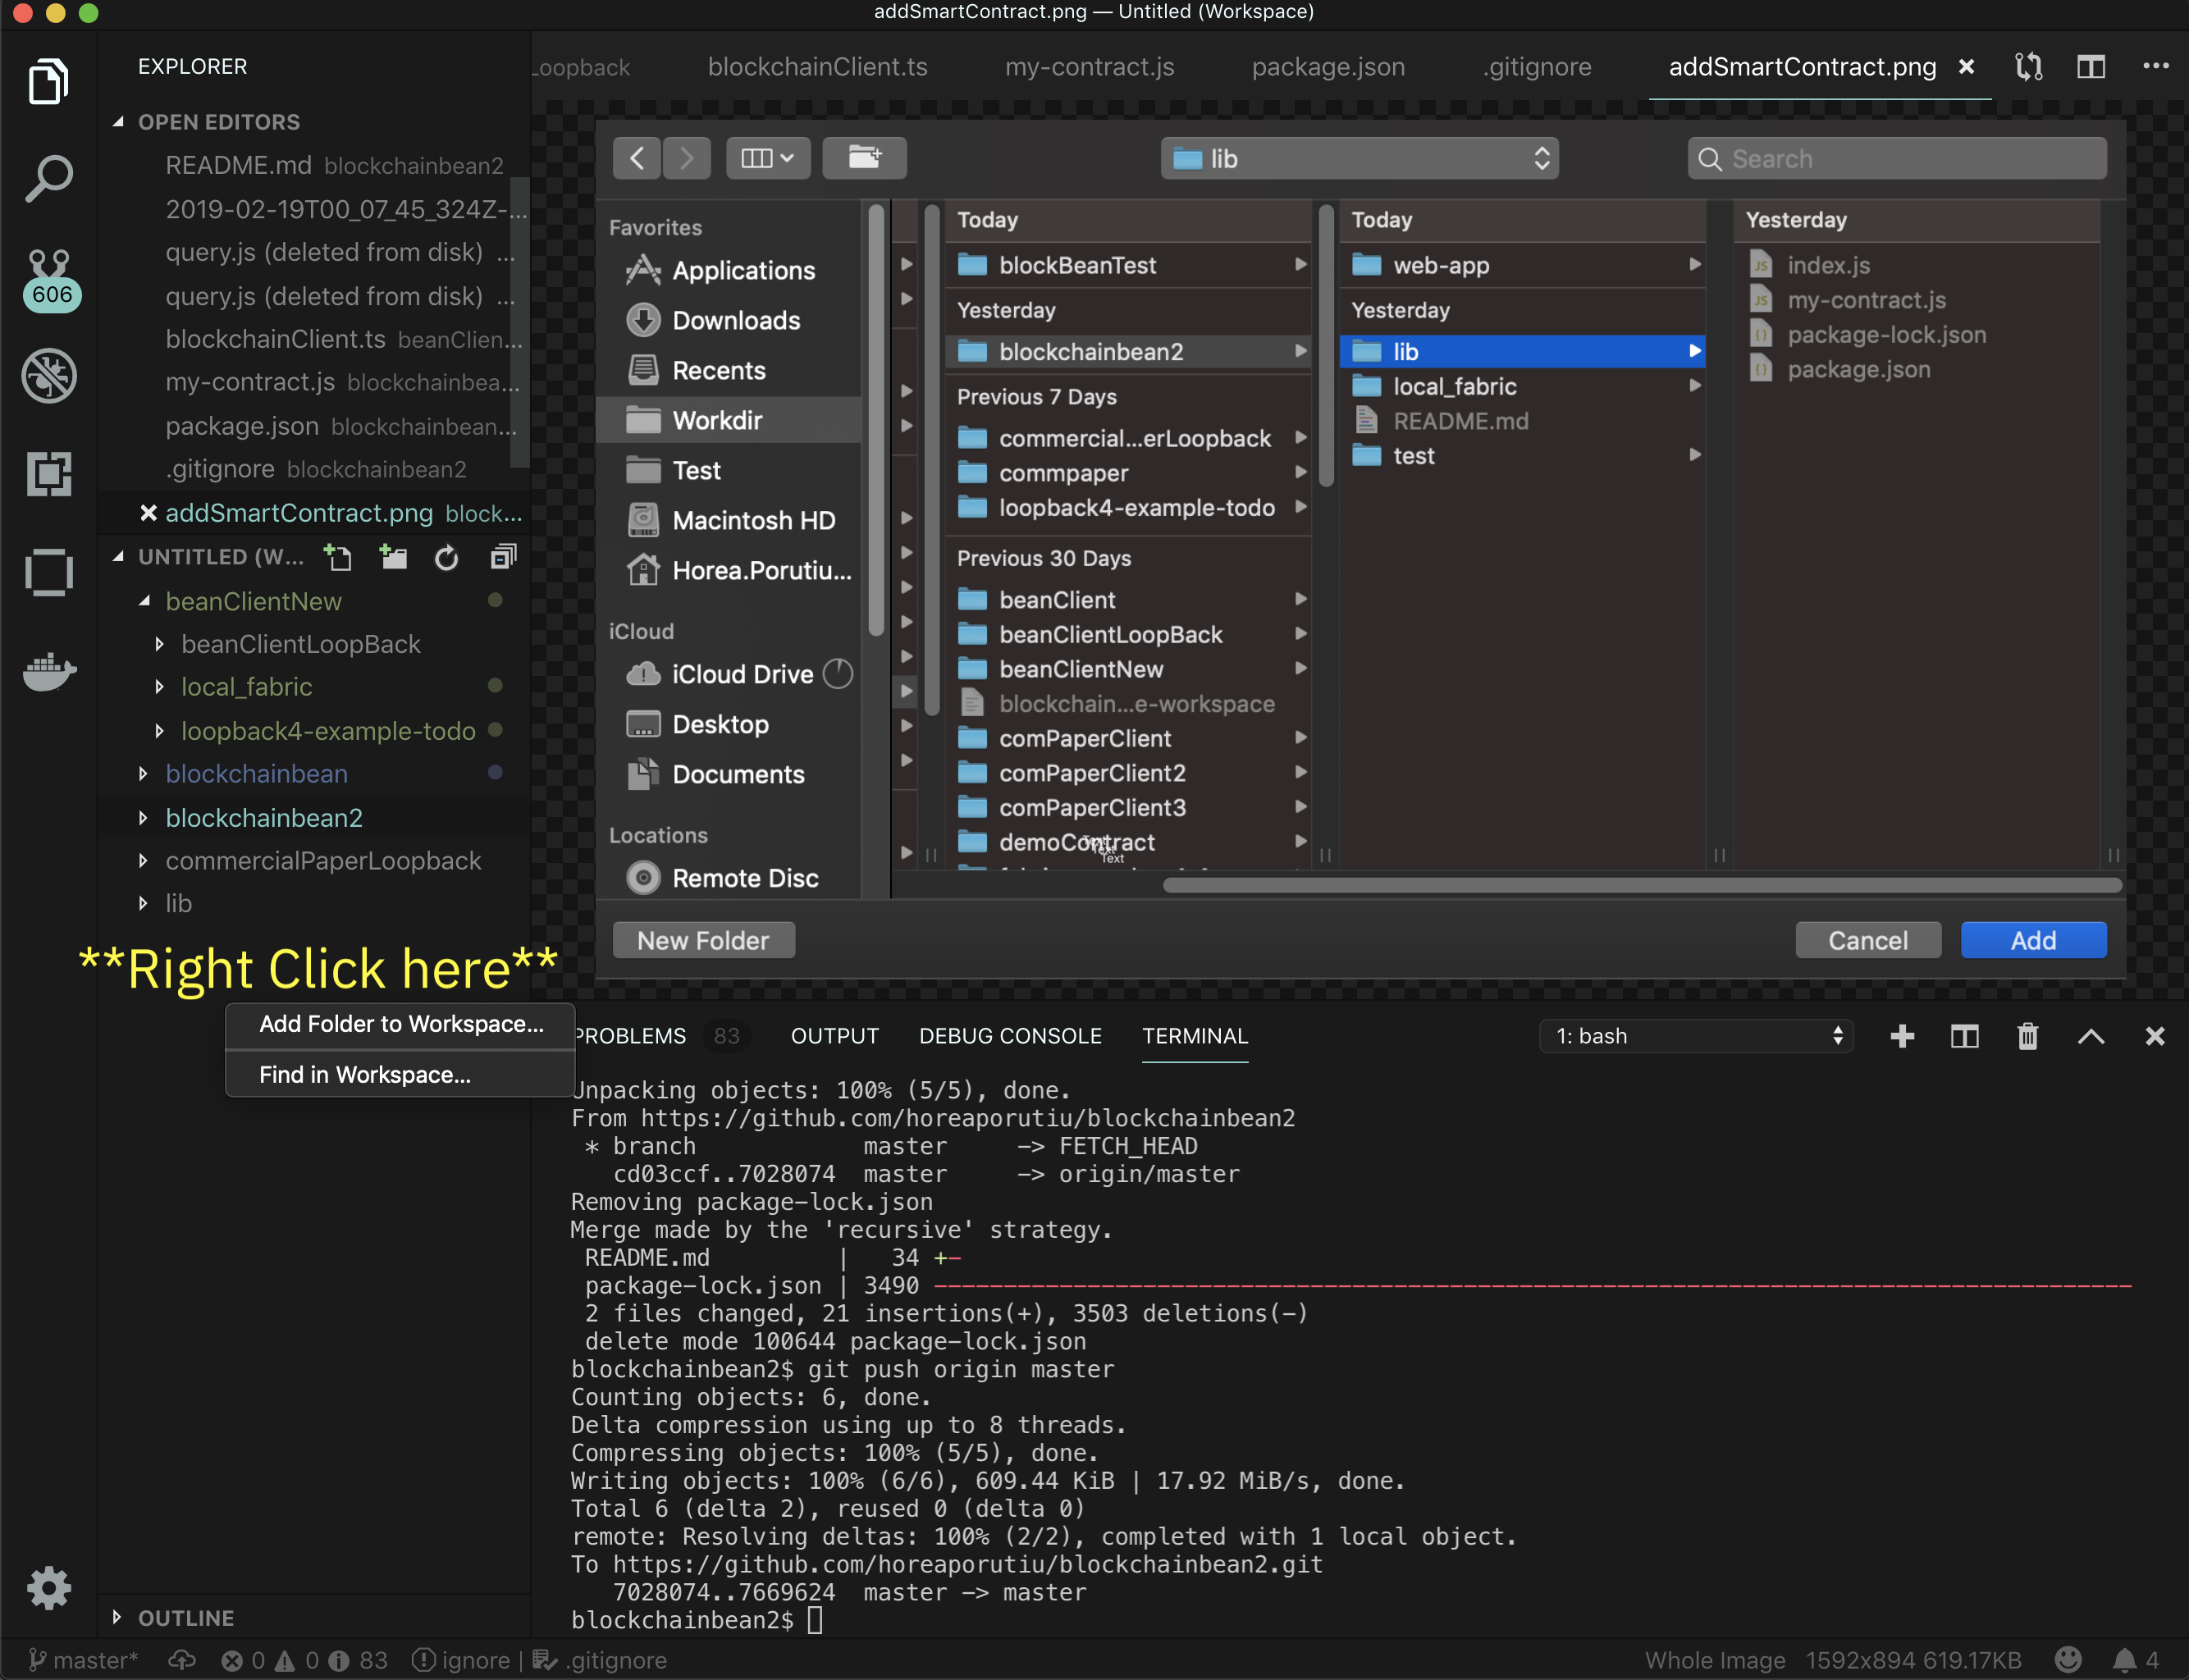 addSmartContract.png — Untitled (Workspace)
EXPLORER
OPEN EDITORS
README.md blockchainbean2
2019-02-19T00_07_45_324Z-...
query.js (deleted from disk) ...
query.js (deleted from disk) ...
blockchainClient.ts beanClien...
my-contract.js blockchainbea...
package.json blockchainbean...
.gitignore blockchainbean2
addSmartContract.png block...
606
UNTITLED (W...
beanClientNew
beanClientLoopBack
local_fabric
loopback4-example-todo
blockchainbean
blockchainbean2
commercialPaperLoopback
lib
**Right Click here**
Add Folder to Workspace...
Find in Workspace...
OUTLINE
Loopback blockchainClient.ts my-contract.js package.json .gitignore addSmartContract.png
lib
Search
Favorites
Applications
Downloads
Recents
Workdir
Test
Macintosh HD
Horea.Porutiu...
iCloud
iCloud Drive
Desktop
Documents
Locations
Remote Disc
Today
blockBeanTest
Yesterday
blockchainbean2
Previous 7 Days
commercial...erLoopback
commpaper
loopback4-example-todo
Previous 30 Days
beanClient
beanClientLoopBack
beanClientNew
blockchain...e-workspace
comPaperClient
comPaperClient2
comPaperClient3
demoContract
Text
Today
web-app
Yesterday
lib
local_fabric
README.md
test
Yesterday
index.js
my-contract.js
package-lock.json
package.json
New Folder Cancel Add
PROBLEMS 83 OUTPUT DEBUG CONSOLE TERMINAL 1: bash
Unpacking objects: 100% (5/5), done.
From https://github.com/horeaporutiu/blockchainbean2
* branch master -> FETCH_HEAD
cd03ccf..7028074 master -> origin/master
Removing package-lock.json
Merge made by the 'recursive' strategy.
README.md | 34 +-
package-lock.json | 3490 --------------------------------------------------------------------------------------
2 files changed, 21 insertions(+), 3503 deletions(-)
delete mode 100644 package-lock.json
blockchainbean2$ git push origin master
Counting objects: 6, done.
Delta compression using up to 8 threads.
Compressing objects: 100% (5/5), done.
Writing objects: 100% (6/6), 609.44 KiB | 17.92 MiB/s, done.
Total 6 (delta 2), reused 0 (delta 0)
remote: Resolving deltas: 100% (2/2), completed with 1 local object.
To https://github.com/horeaporutiu/blockchainbean2.git
7028074..7669624 master -> master
blockchainbean2$
master* 0 0 83 ignore | .gitignore Whole Image 1592x894 619.17KB 4